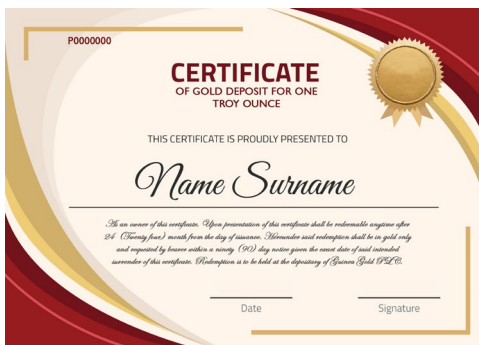 P0000000
CERTIFICATE
OF GOLD DEPOSIT FOR ONE
TROY OUNCE
THIS CERTIFICATE IS PROUDLY PRESENTED TO
Name Surname
As an owner of this certificate, Upon presentation of this certificate shall be redeemable anytime after
24 (Twenty four) month from the day of issuance. Hereunder said redemption shall be in gold only
and requested by bearer within a ninety (90) day notice given the exact date of said intended
surrender of this certificate. Redemption is to be held at the depositary of Guinea Gold PLC.
Date
Signature